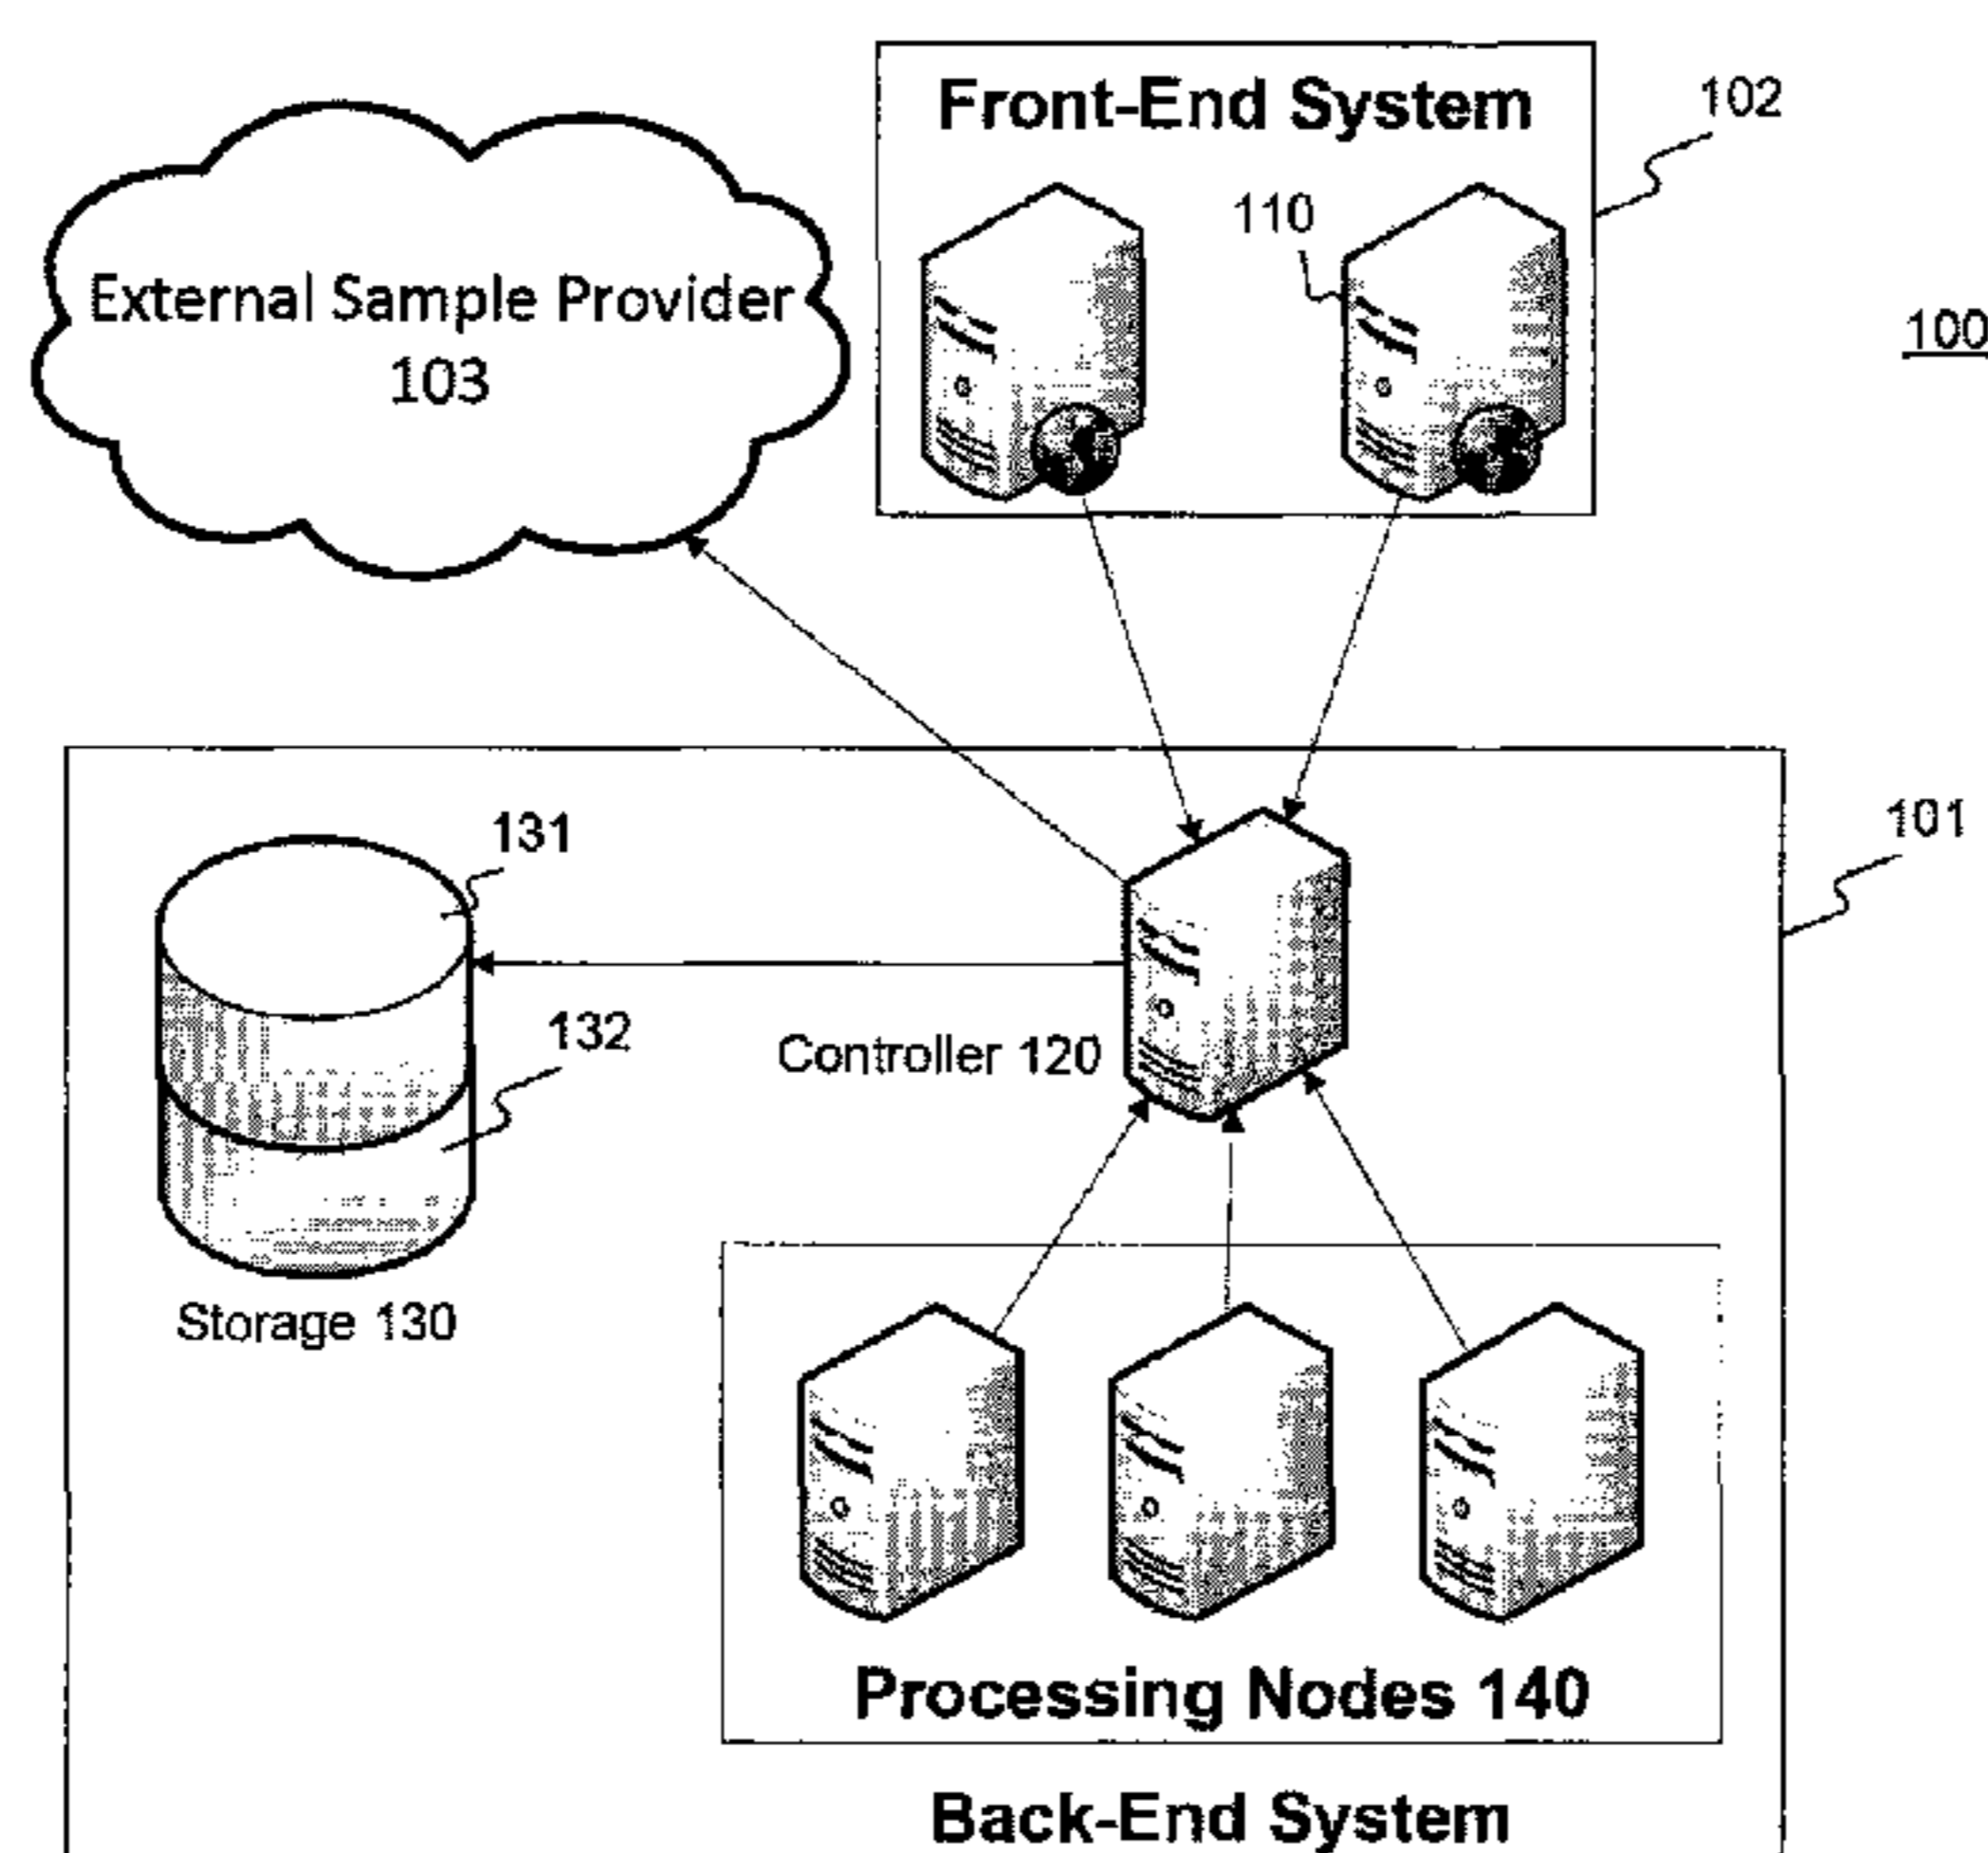 Front-End System
102
110
External Sample Provider
103
100
101
131
132
Controller 120
Storage 130
Processing Nodes 140
Back-End System